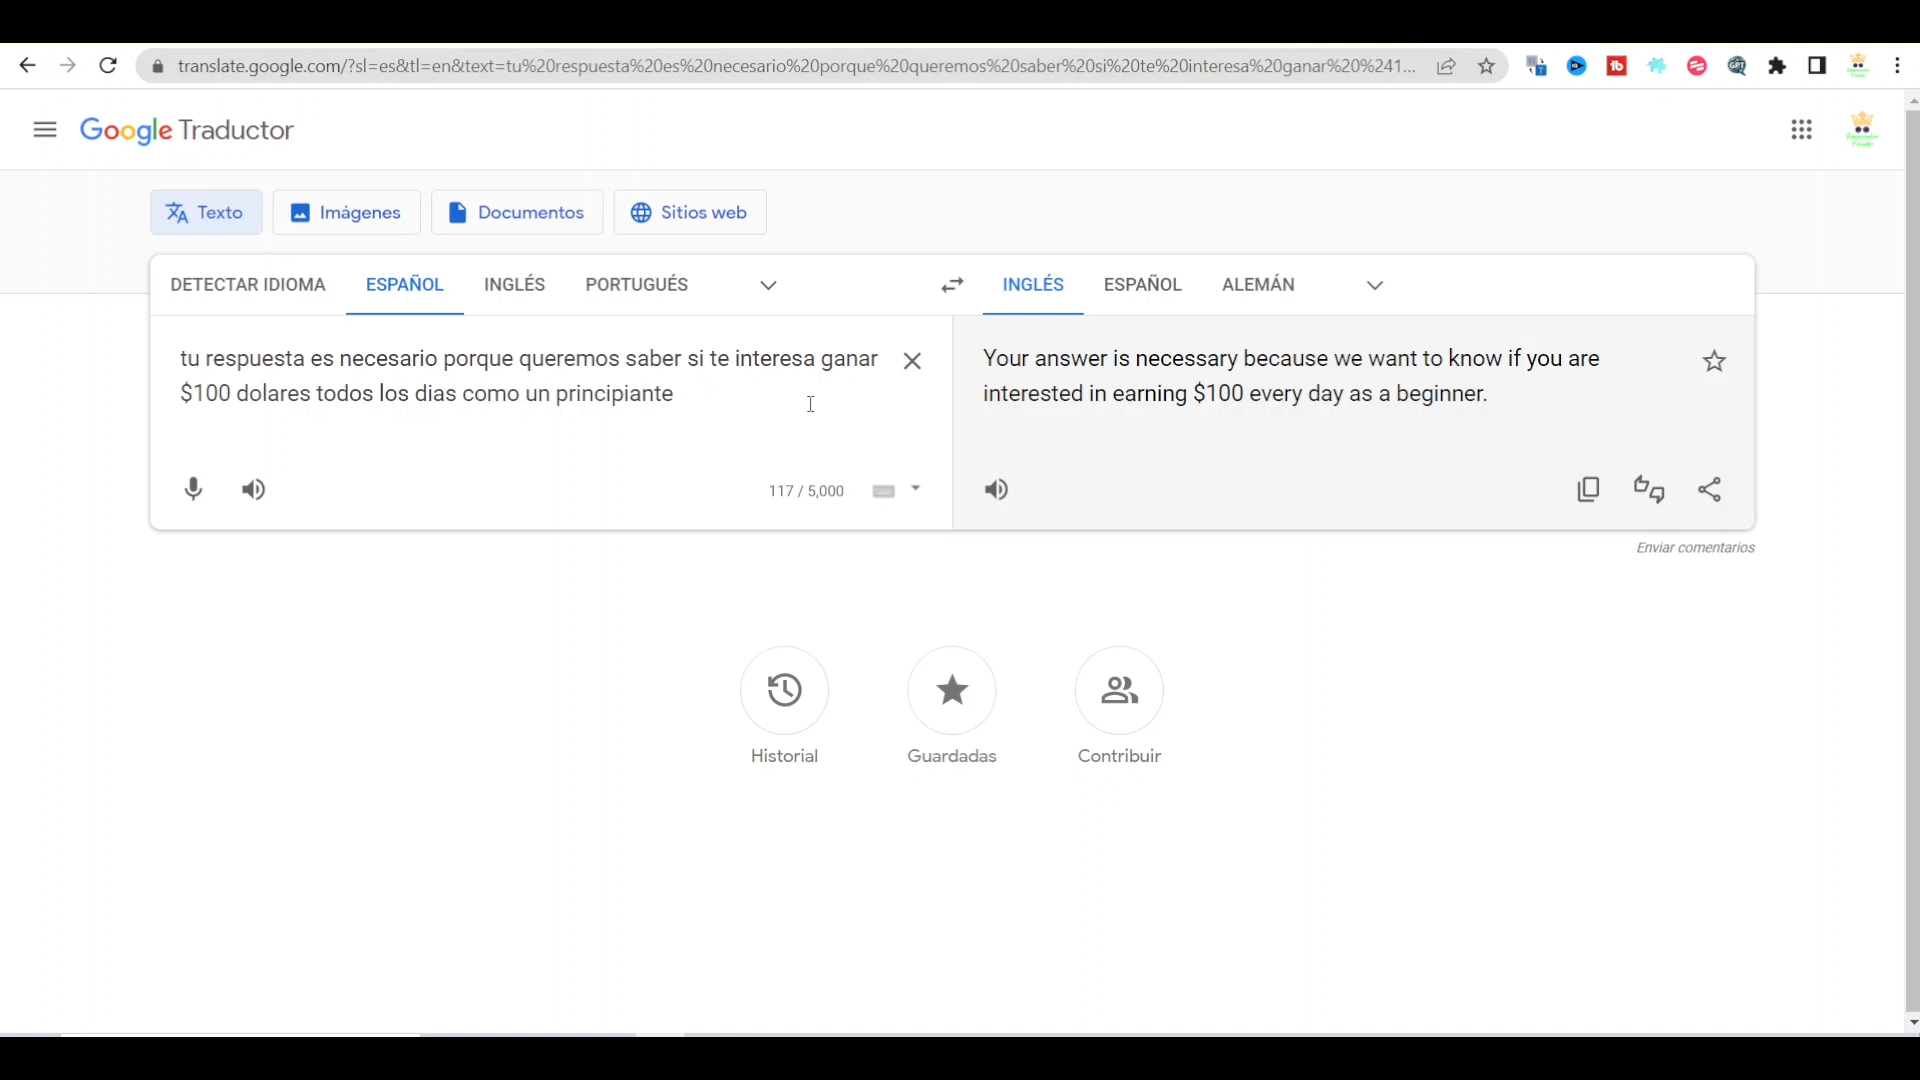 translate.google.com/?sl=es&tl=en&text=tu%20respuesta%20es%20necesario%20porque%20queremos%20saber%20si%20te%20interesa%20ganar%20%241...
Google Traductor
Texto Imágenes Documentos Sitios web
DETECTAR IDIOMA ESPAÑOL INGLÉS PORTUGUÉS INGLÉS ESPAÑOL ALEMÁN
tu respuesta es necesario porque queremos saber si te interesa ganar
$100 dolares todos los dias como un principiante
Your answer is necessary because we want to know if you are
interested in earning $100 every day as a beginner.
117 / 5,000
Enviar comentarios
Historial Guardadas Contribuir